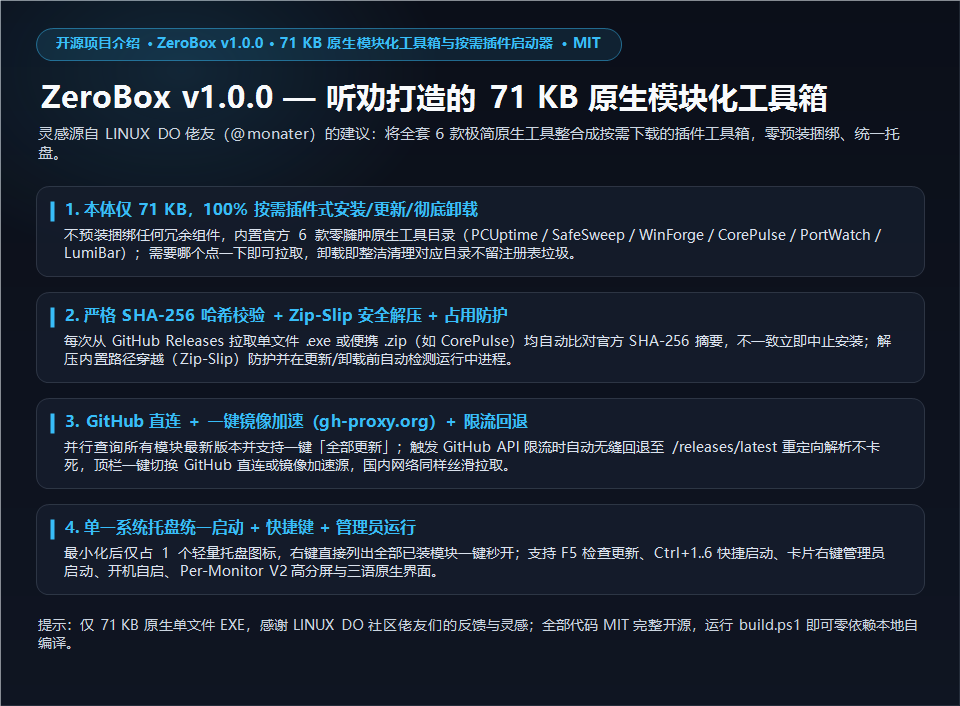 开源项目介绍 • ZeroBox v1.0.0 • 71 KB 原生模块化工具箱与按需插件启动器 • MIT
ZeroBox v1.0.0 — 听劝打造的 71 KB 原生模块化工具箱
灵感源自 LINUX DO 佬友（@monater）的建议：将全套 6 款极简原生工具整合成按需下载的插件工具箱，零预装捆绑、统一托
盘。
1. 本体仅 71 KB，100% 按需插件式安装/更新/彻底卸载
不预装捆绑任何冗余组件，内置官方 6 款零臃肿原生工具目录（PCUptime / SafeSweep / WinForge / CorePulse / PortWatch /
LumiBar）；需要哪个点一下即可拉取，卸载即整洁清理对应目录不留注册表垃圾。
2. 严格 SHA-256 哈希校验 + Zip-Slip 安全解压 + 占用防护
每次从 GitHub Releases 拉取单文件 .exe 或便携 .zip（如 CorePulse）均自动比对官方 SHA-256 摘要，不一致立即中止安装；解
压内置路径穿越（Zip-Slip）防护并在更新/卸载前自动检测运行中进程。
3. GitHub 直连 + 一键镜像加速（gh-proxy.org）+ 限流回退
并行查询所有模块最新版本并支持一键「全部更新」；触发 GitHub API 限流时自动无缝回退至 /releases/latest 重定向解析不卡
死，顶栏一键切换 GitHub 直连或镜像加速源，国内网络同样丝滑拉取。
4. 单一系统托盘统一启动 + 快捷键 + 管理员运行
最小化后仅占 1 个轻量托盘图标，右键直接列出全部已装模块一键秒开；支持 F5 检查更新、Ctrl+1..6 快捷启动、卡片右键管理员
启动、开机自启、Per-Monitor V2 高分屏与三语原生界面。
提示：仅 71 KB 原生单文件 EXE，感谢 LINUX DO 社区佬友们的反馈与灵感；全部代码 MIT 完整开源，运行 build.ps1 即可零依赖本地自
编译。